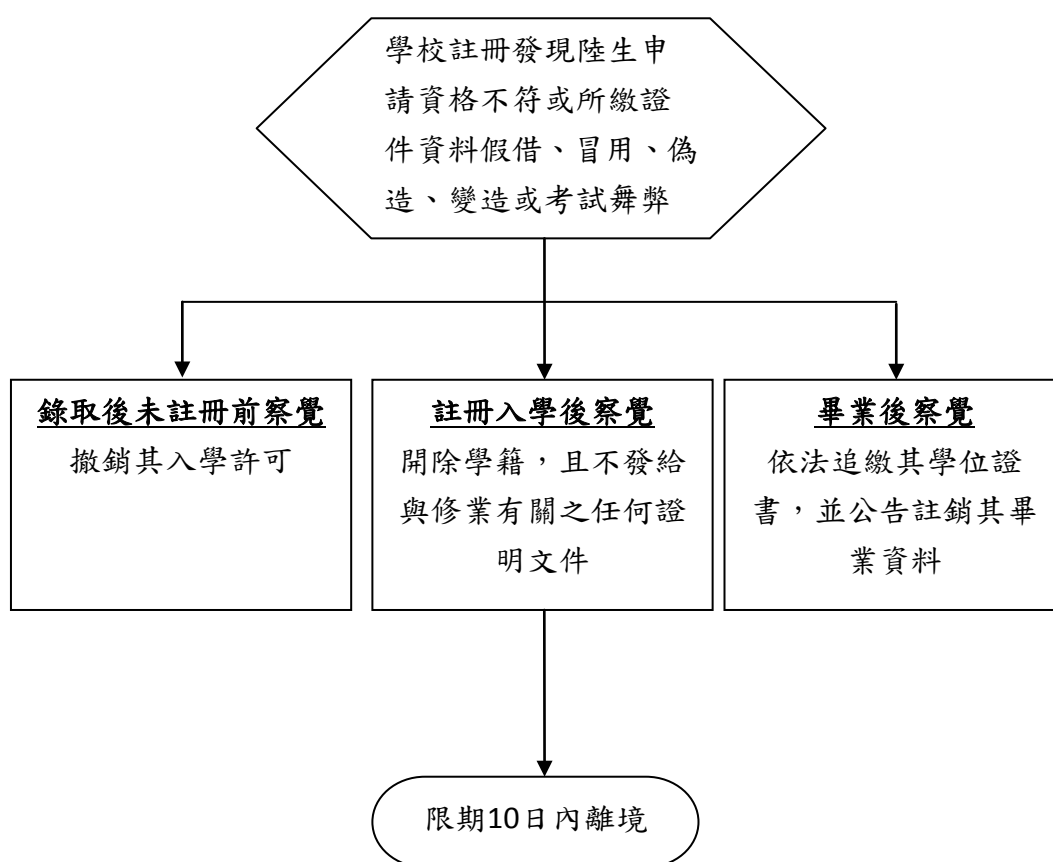 學校註冊發現陸生申
請資格不符或所繳證
件資料假借、冒用、偽
造、變造或考試舞弊
錄取後未註冊前察覺
撤銷其入學許可
註冊入學後察覺
開除學籍，且不發給
與修業有關之任何證
明文件
畢業後察覺
依法追繳其學位證
書，並公告註銷其畢
業資料
限期10日內離境